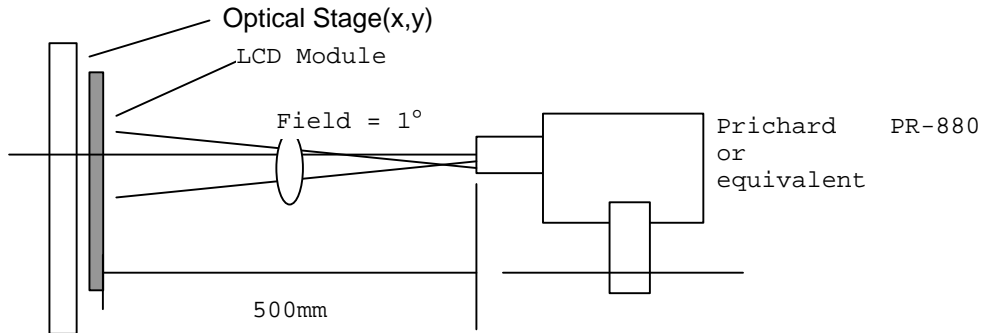 Optical Stage(x,y)
LCD Module
Field = 1°
Prichard PR-880
or
equivalent
500mm